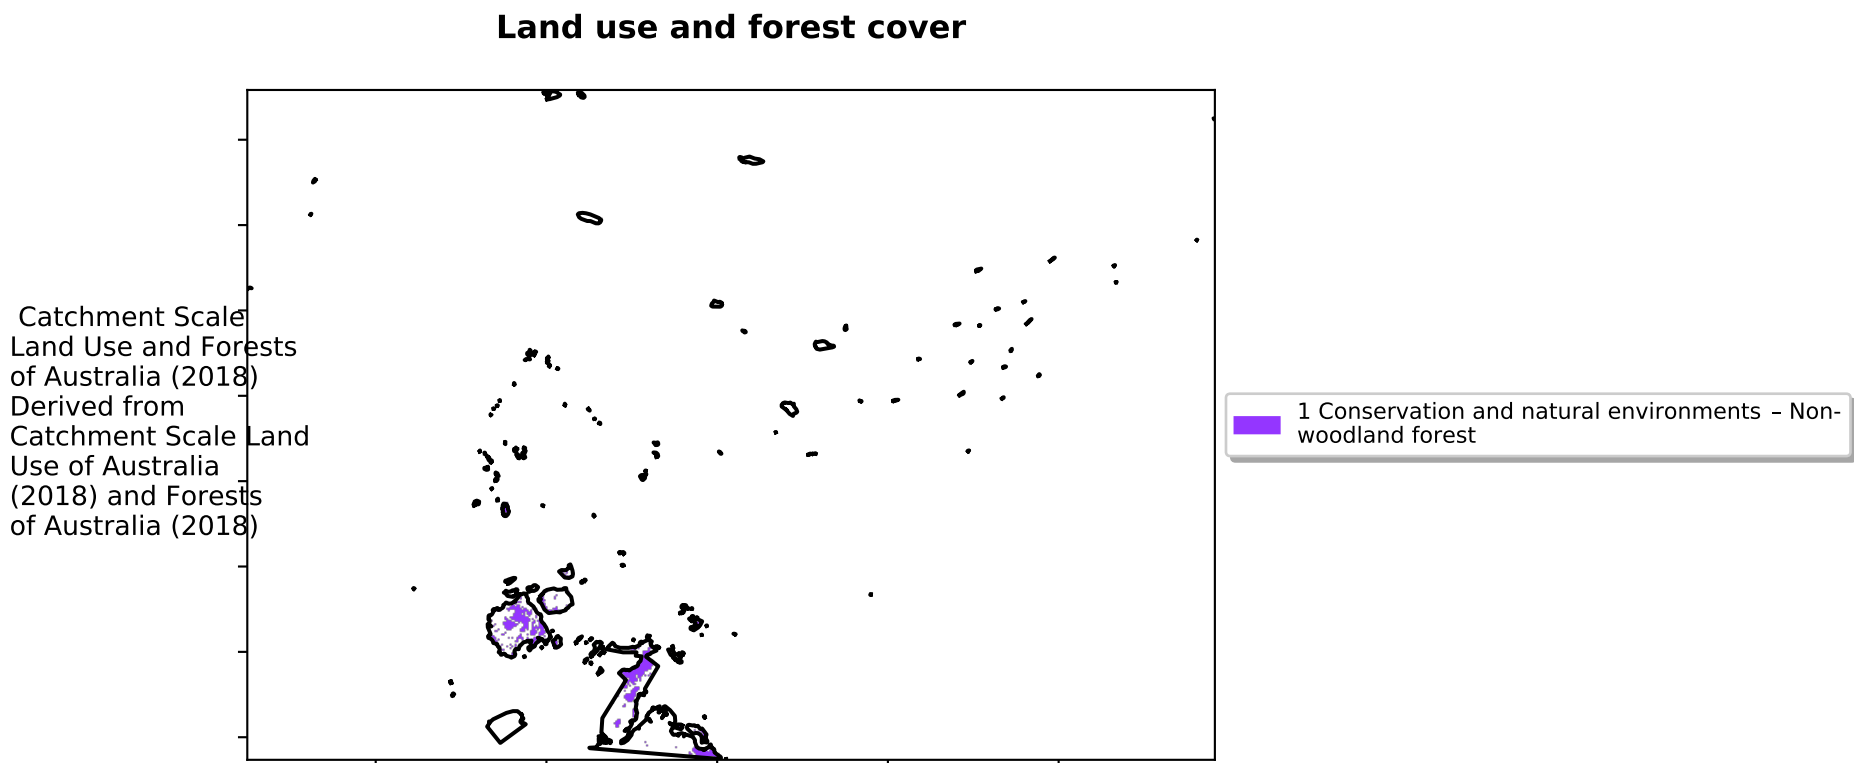 Land use and forest cover
Catchment Scale
Land Use and Forests
of Australia (2018)
Derived from
Catchment Scale Land
Use of Australia
(2018) and Forests
of Australia (2018)
1 Conservation and natural environments – Non-
woodland forest